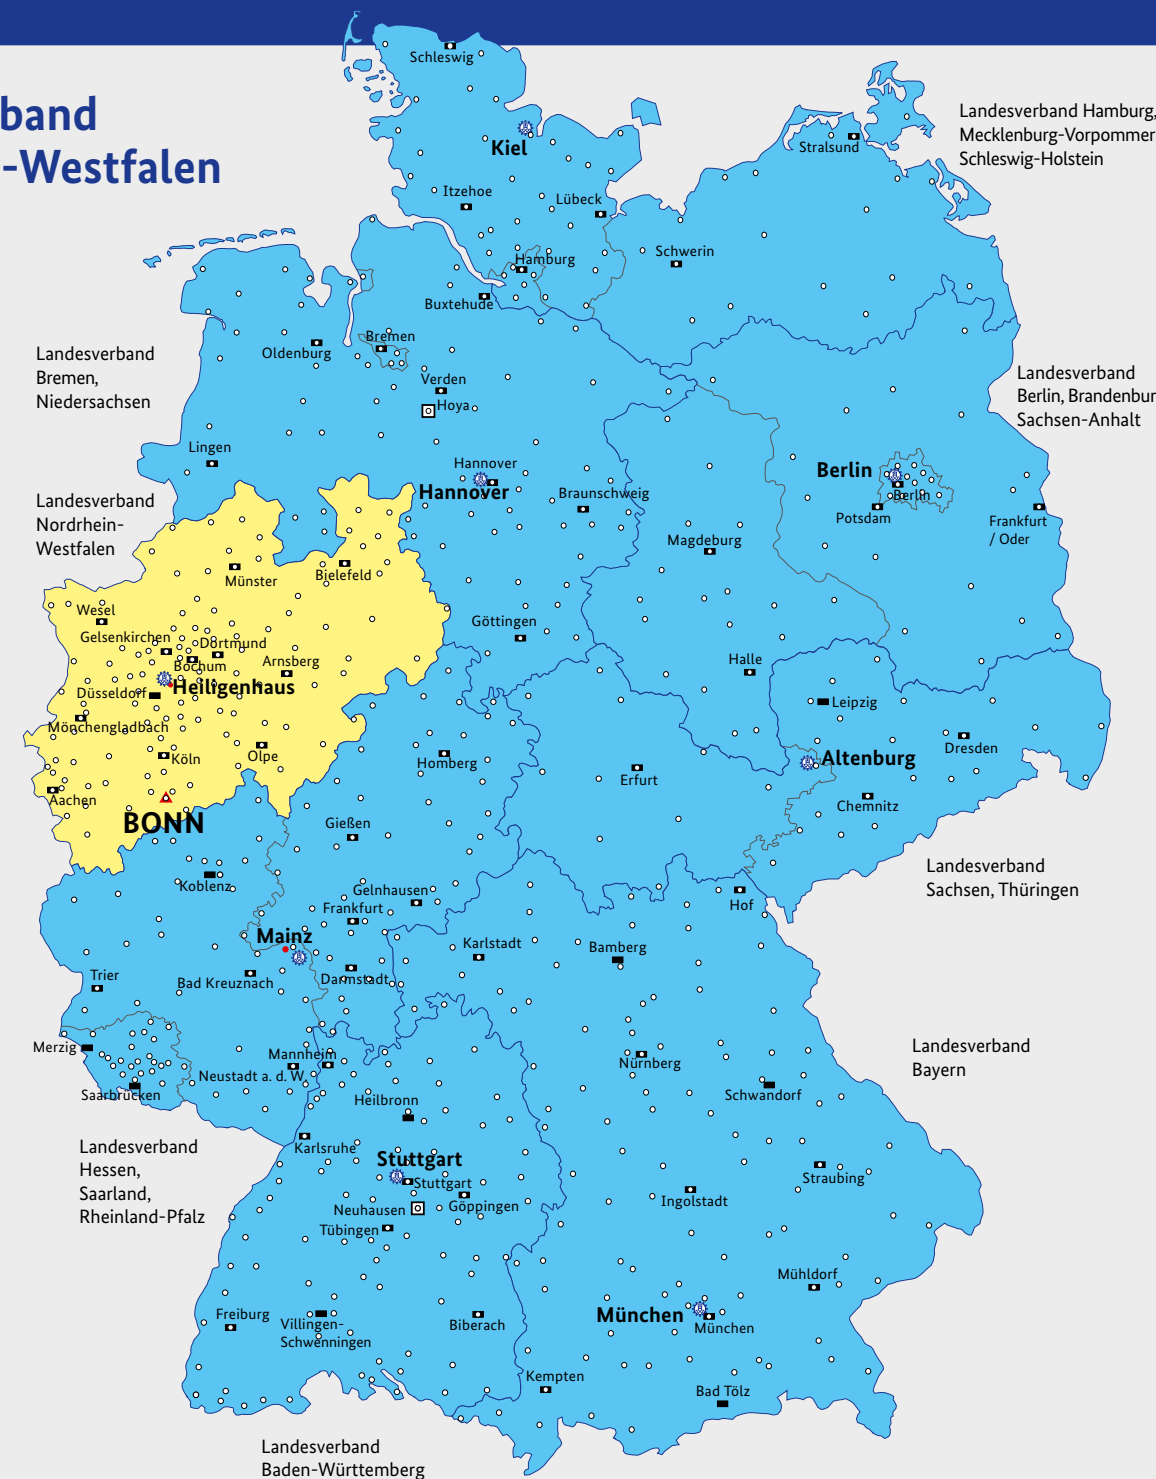 band
-Westfalen
Schleswig
Landesverband Hamburg,
Mecklenburg-Vorpommer
Schleswig-Holstein
Stralsund
Kiel
Itzehoe
Lübeck
Schwerin
Hamburg
Buxtehude
Bremen
Oldenburg
Landesverband
Bremen,
Niedersachsen
Verden
Hoya
Landesverband
Berlin, Brandenbur
Sachsen-Anhalt
Lingen
Hannover
Hannover
Braunschweig
Berlin
Berlin
Potsdam
Frankfurt
/ Oder
Landesverband
Nordrhein-
Westfalen
Magdeburg
Münster
Bielefeld
Wesel
Göttingen
Gelsenkirchen
Dortmund
Bochum
Arnsberg
Halle
Düsseldorf
Heiligenhaus
Leipzig
Mönchengladbach
Köln
Olpe
Homberg
Erfurt
Altenburg
Dresden
Aachen
BONN
Chemnitz
Gießen
Landesverband
Sachsen, Thüringen
Koblenz
Gelnhausen
Frankfurt
Hof
Mainz
Karlstadt
Bamberg
Trier
Bad Kreuznach
Darmstadt
Merzig
Mannheim
Neustadt a. d. W.
Nürnberg
Landesverband
Bayern
Saarbrücken
Heilbronn
Schwandorf
Landesverband
Hessen,
Saarland,
Rheinland-Pfalz
Karlsruhe
Stuttgart
Stuttgart
Straubing
Neuhausen
Göppingen
Ingolstadt
Tübingen
Mühldorf
Freiburg
Villingen-
Schwenningen
Biberach
München
München
Kempten
Bad Tölz
Landesverband
Baden-Württemberg